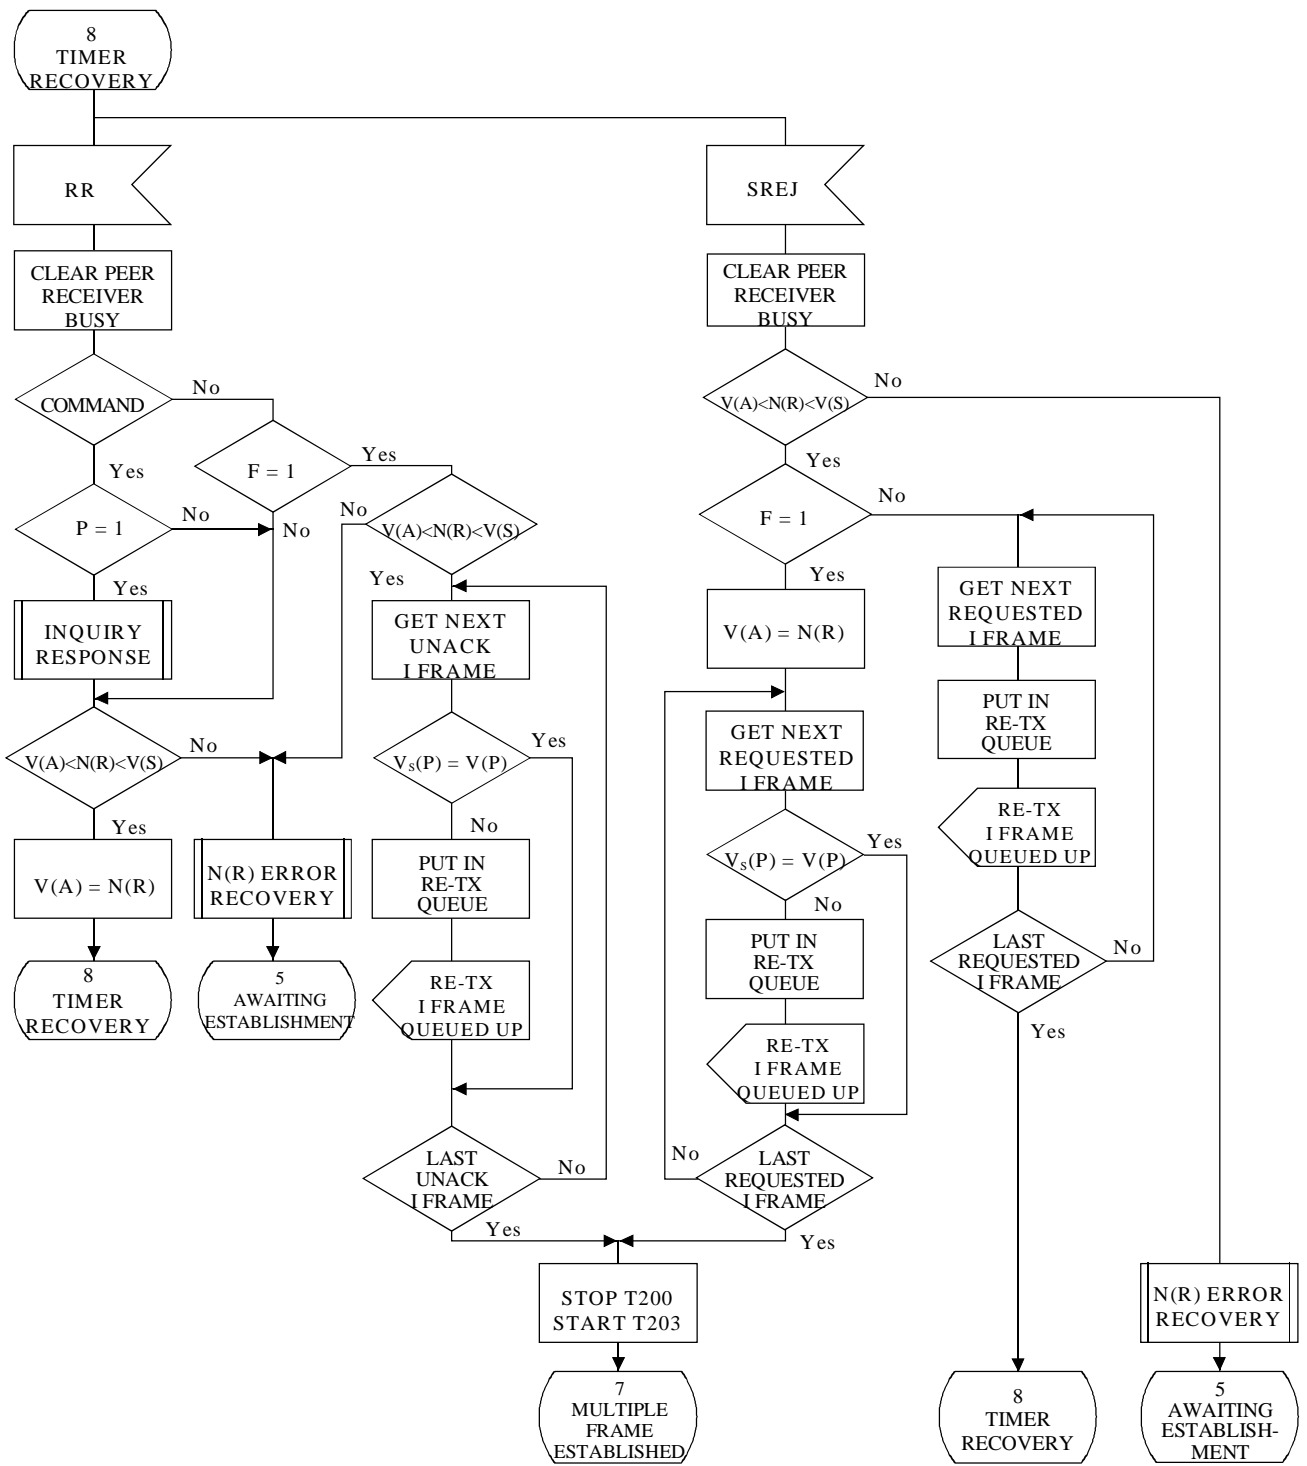 8
TIMER
RECOVERY
RR
SREJ
CLEAR PEER
RECEIVER
BUSY
CLEAR PEER
RECEIVER
BUSY
COMMAND
No
V(A)<N(R)<V(S)
No
Yes
F = 1
Yes
Yes
P = 1
No
No
No
V(A)<N(R)<V(S)
F = 1
No
Yes
Yes
Yes
INQUIRY
RESPONSE
GET NEXT
UNACK
I FRAME
V(A) = N(R)
GET NEXT
REQUESTED
I FRAME
V(A)<N(R)<V(S)
No
Vs(P) = V(P)
Yes
GET NEXT
REQUESTED
I FRAME
PUT IN
RE-TX
QUEUE
Yes
No
V(A) = N(R)
N(R) ERROR
RECOVERY
PUT IN
RE-TX
QUEUE
Vs(P) = V(P)
Yes
No
RE-TX
I FRAME
QUEUED UP
8
TIMER
RECOVERY
5
AWAITING
ESTABLISHMENT
RE-TX
I FRAME
QUEUED UP
PUT IN
RE-TX
QUEUE
LAST
REQUESTED
I FRAME
No
Yes
RE-TX
I FRAME
QUEUED UP
LAST
UNACK
I FRAME
No
Yes
No
LAST
REQUESTED
I FRAME
Yes
STOP T200
START T203
N(R) ERROR
RECOVERY
7
MULTIPLE
FRAME
ESTABLISHED
8
TIMER
RECOVERY
5
AWAITING
ESTABLISH-
MENT